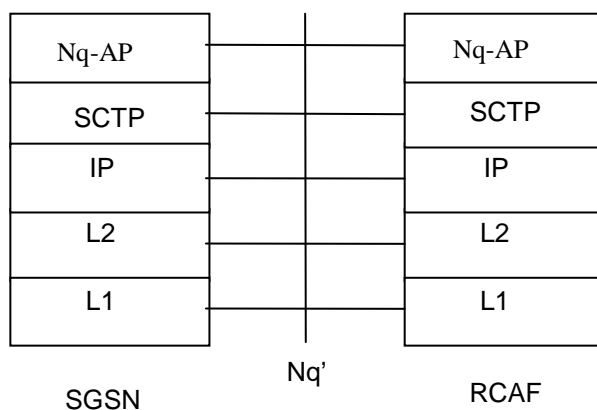 Nq-AP Nq-AP
SCTP SCTP
IP IP
L2 L2
L1 L1
Nq’
SGSN RCAF